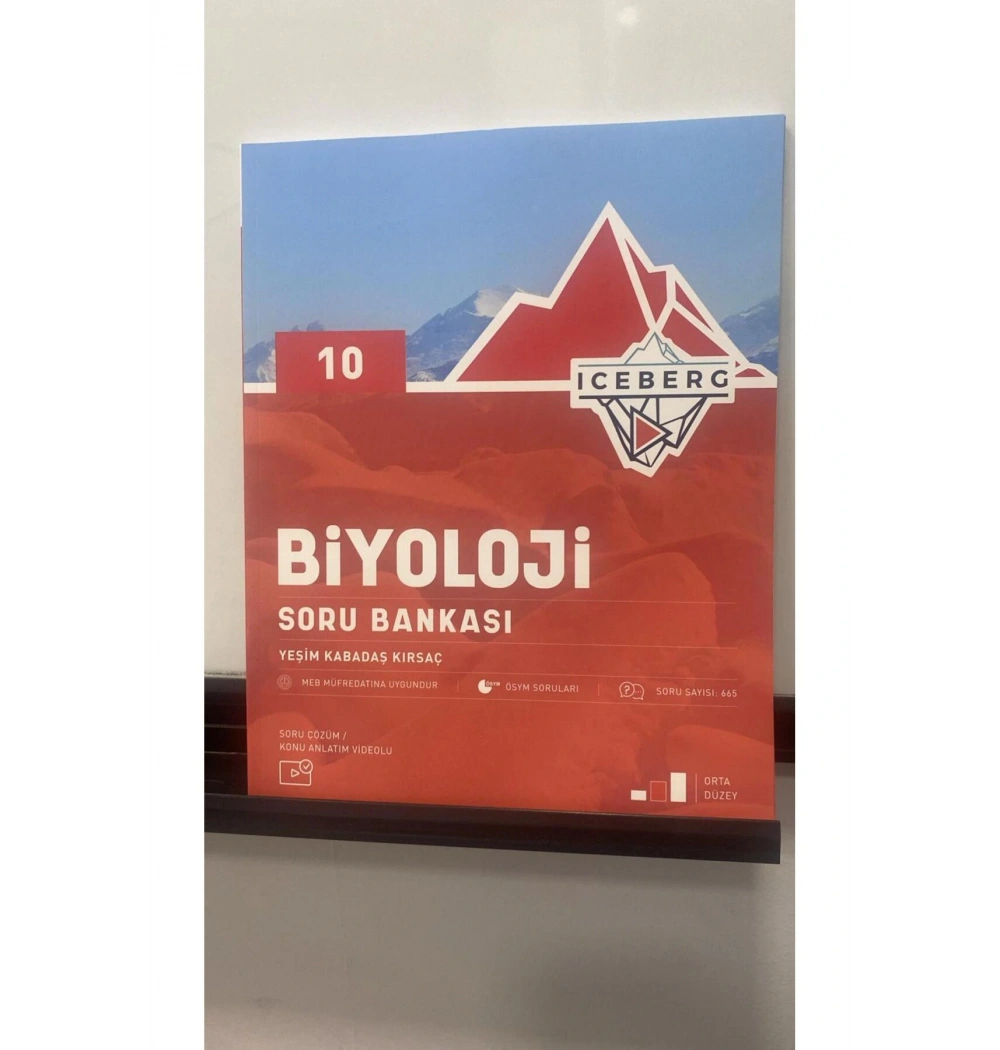 10
ICEBERG
BiYOLOJi
SORU BANKASI
YEŞİM KABADAŞ KIRSAÇ
MEB MÜFREDATINA UYGUNDUR
ÖSYM
ÖSYM SORULARI
SORU SAYISI: 665
SORU ÇÖZÜM /
KONU ANLATIM VİDEOLU
ORTA
DÜZEY